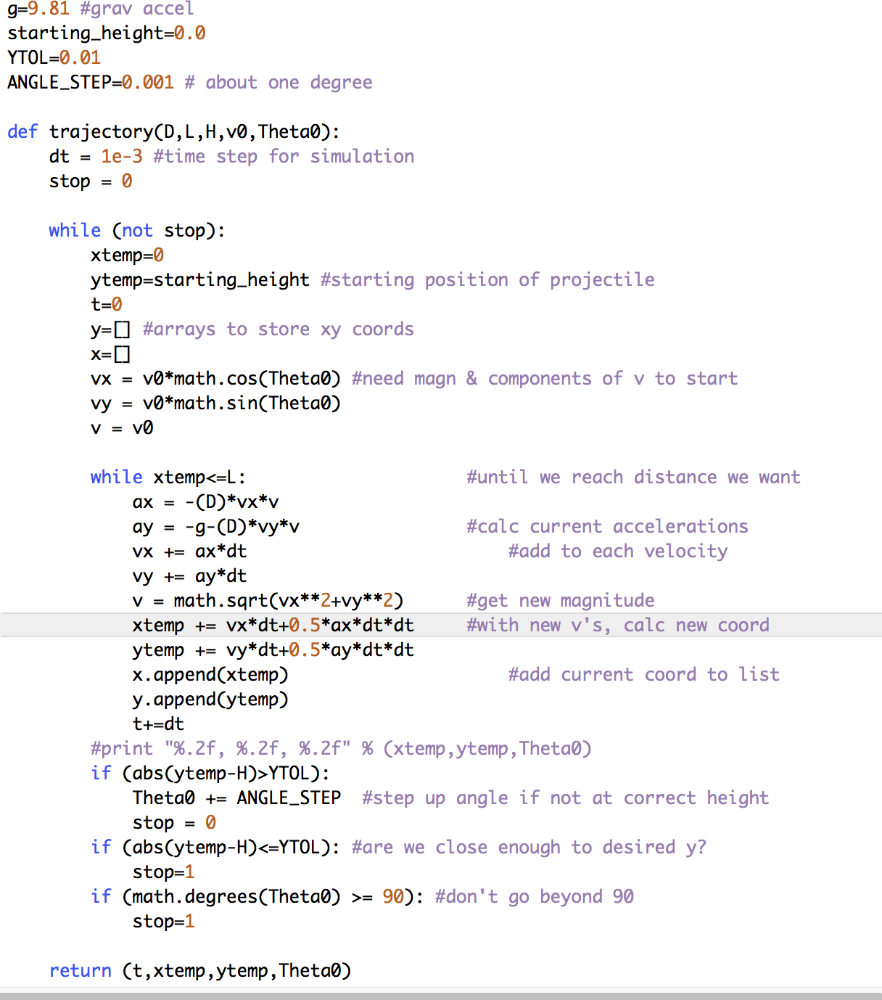 g=9.81 #grav accel
starting_height=0.0
YTOL=0.01
ANGLE_STEP=0.001 # about one degree
def trajectory(D,L,H,v0,Theta0):
dt = 1e-3 #time step for simulation
stop = 0
while (not stop):
xtemp=0
ytemp=starting_height #starting position of projectile
t=0
y=[] #arrays to store xy coords
x=[]
vx = v0*math.cos(Theta0) #need magn & components of v to start
vy = v0*math.sin(Theta0)
v = v0
while xtemp<=L: #until we reach distance we want
ax = -(D)*vx*v
ay = -g-(D)*vy*v #calc current accelerations
vx += ax*dt #add to each velocity
vy += ay*dt
v = math.sqrt(vx**2+vy**2) #get new magnitude
xtemp += vx*dt+0.5*ax*dt*dt #with new v's, calc new coord
ytemp += vy*dt+0.5*ay*dt*dt
x.append(xtemp) #add current coord to list
y.append(ytemp)
t+=dt
#print "%.2f, %.2f, %.2f" % (xtemp,ytemp,Theta0)
if (abs(ytemp-H)>YTOL):
Theta0 += ANGLE_STEP #step up angle if not at correct height
stop = 0
if (abs(ytemp-H)<=YTOL): #are we close enough to desired y?
stop=1
if (math.degrees(Theta0) >= 90): #don't go beyond 90
stop=1
return (t,xtemp,ytemp,Theta0)